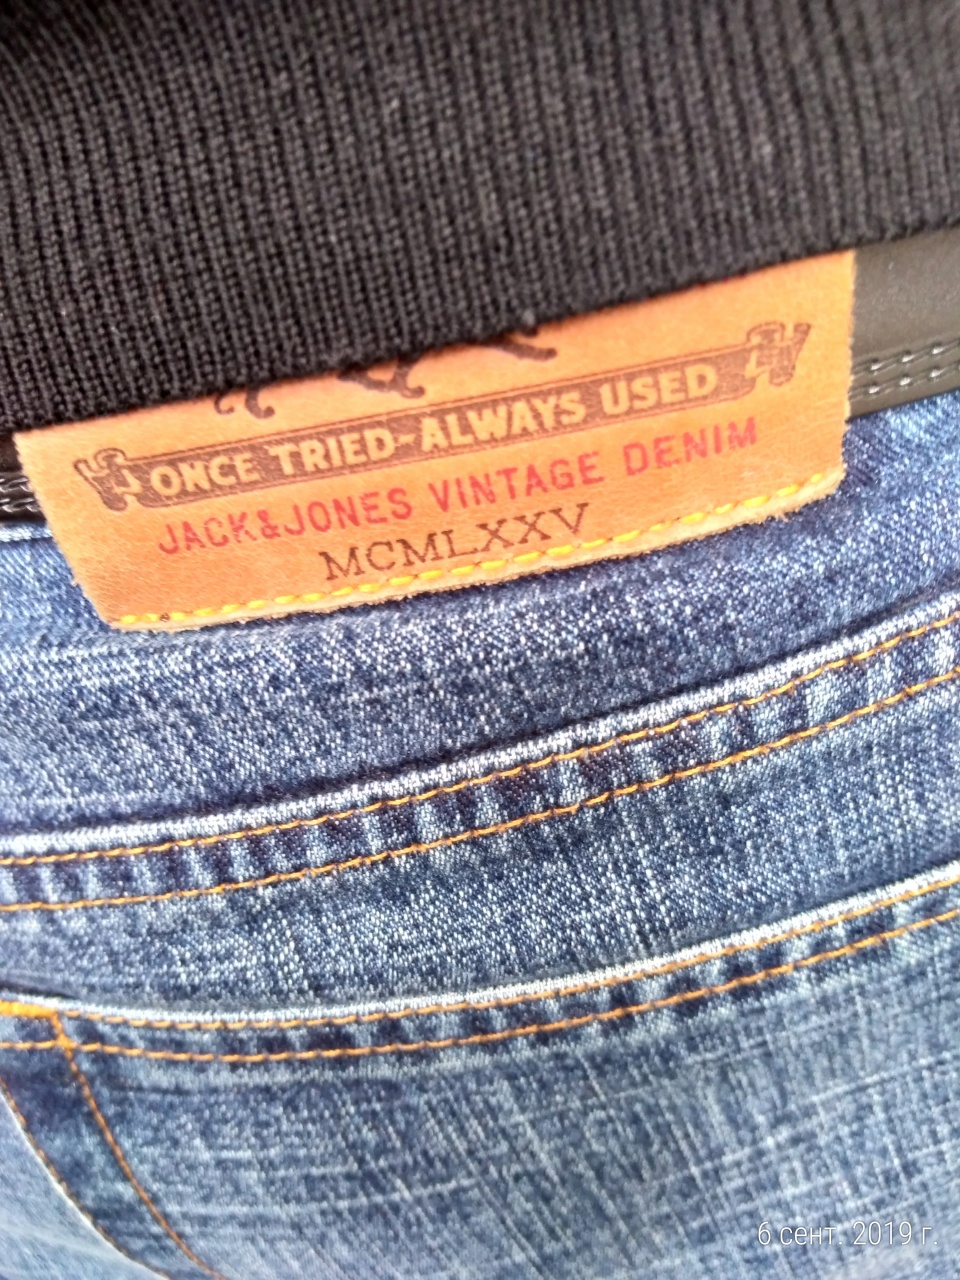 ONCE TRIED-ALWAYS USED
JACK&JONES VINTAGE DENIM
MCMLXXV
6 сент. 2019 г.